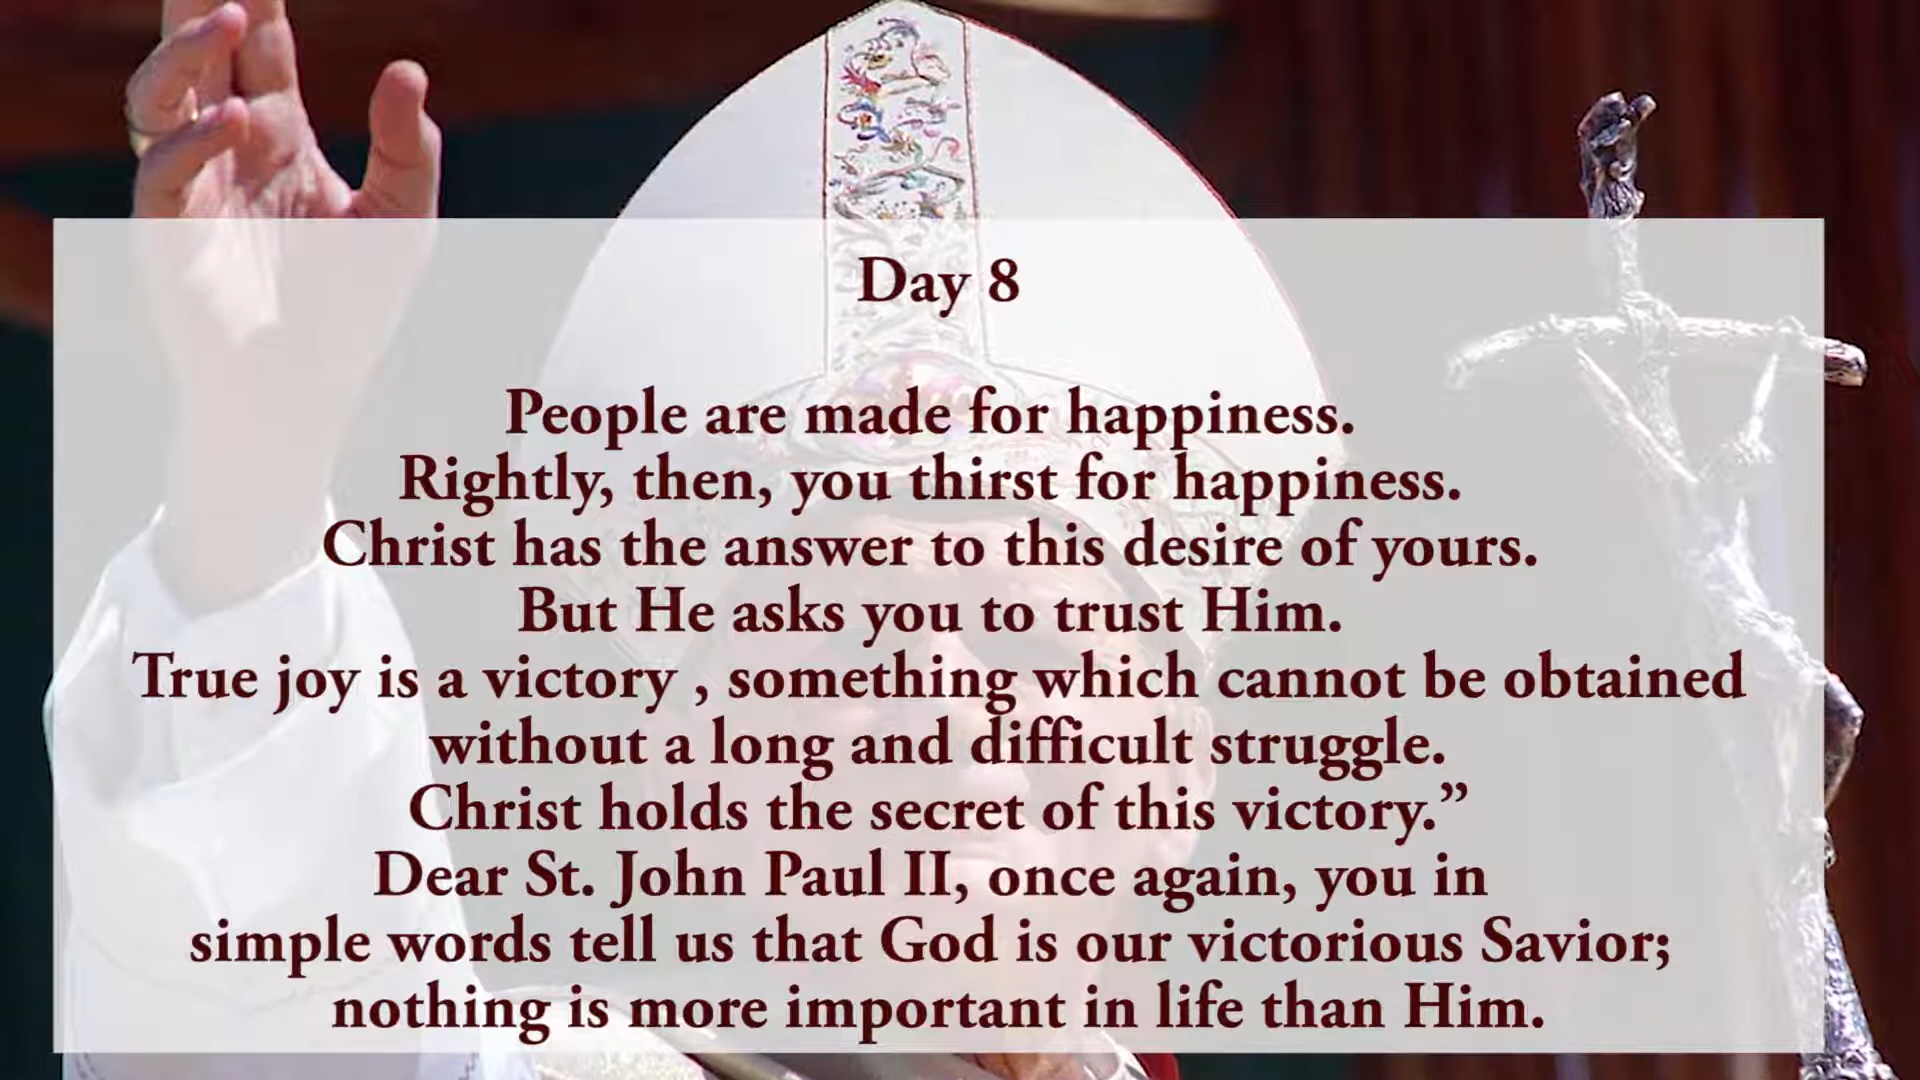 Day 8
People are made for happiness.
Rightly, then, you thirst for happiness.
Christ has the answer to this desire of yours.
But He asks you to trust Him.
True joy is a victory , something which cannot be obtained
without a long and difficult struggle.
Christ holds the secret of this victory.”
Dear St. John Paul II, once again, you in
simple words tell us that God is our victorious Savior;
nothing is more important in life than Him.